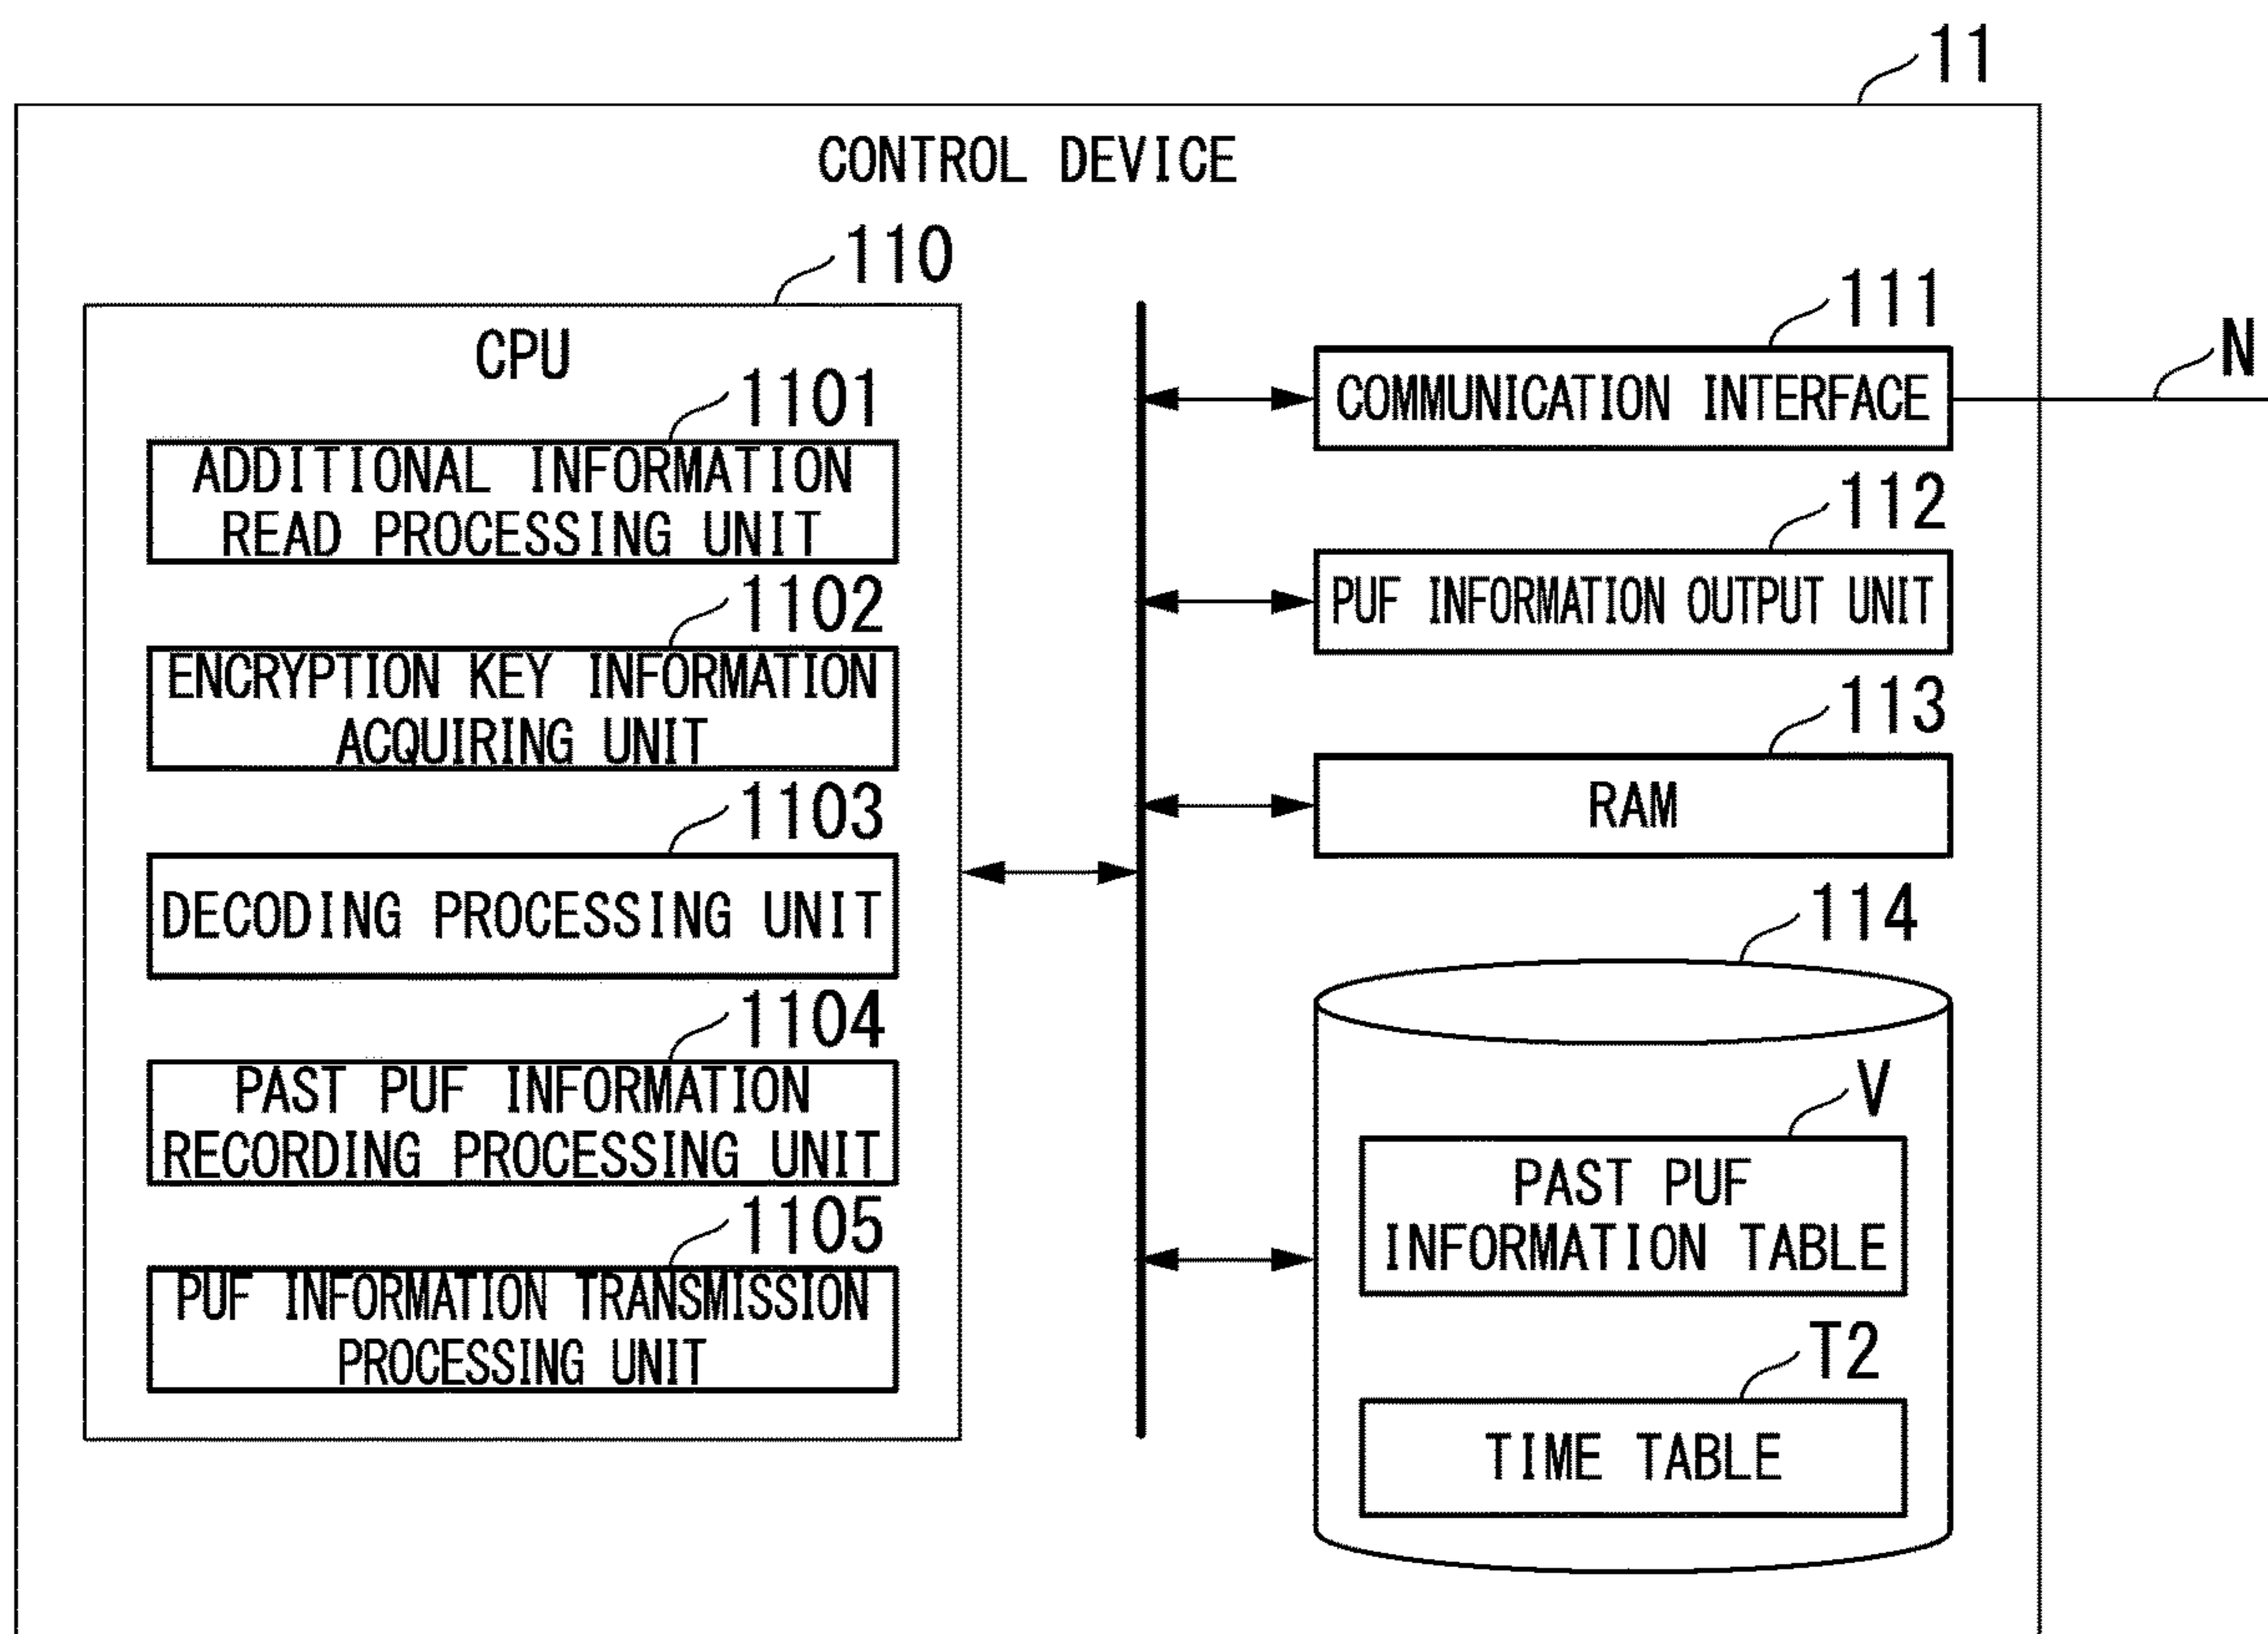 11
CONTROL DEVICE
110
CPU
1101
ADDITIONAL INFORMATION
READ PROCESSING UNIT
1102
ENCRYPTION KEY INFORMATION
ACQUIRING UNIT
1103
DECODING PROCESSING UNIT
1104
PAST PUF INFORMATION
RECORDING PROCESSING UNIT
1105
PUF INFORMATION TRANSMISSION
PROCESSING UNIT
111
COMMUNICATION INTERFACE
N
112
PUF INFORMATION OUTPUT UNIT
113
RAM
114
V
PAST PUF
INFORMATION TABLE
T2
TIME TABLE